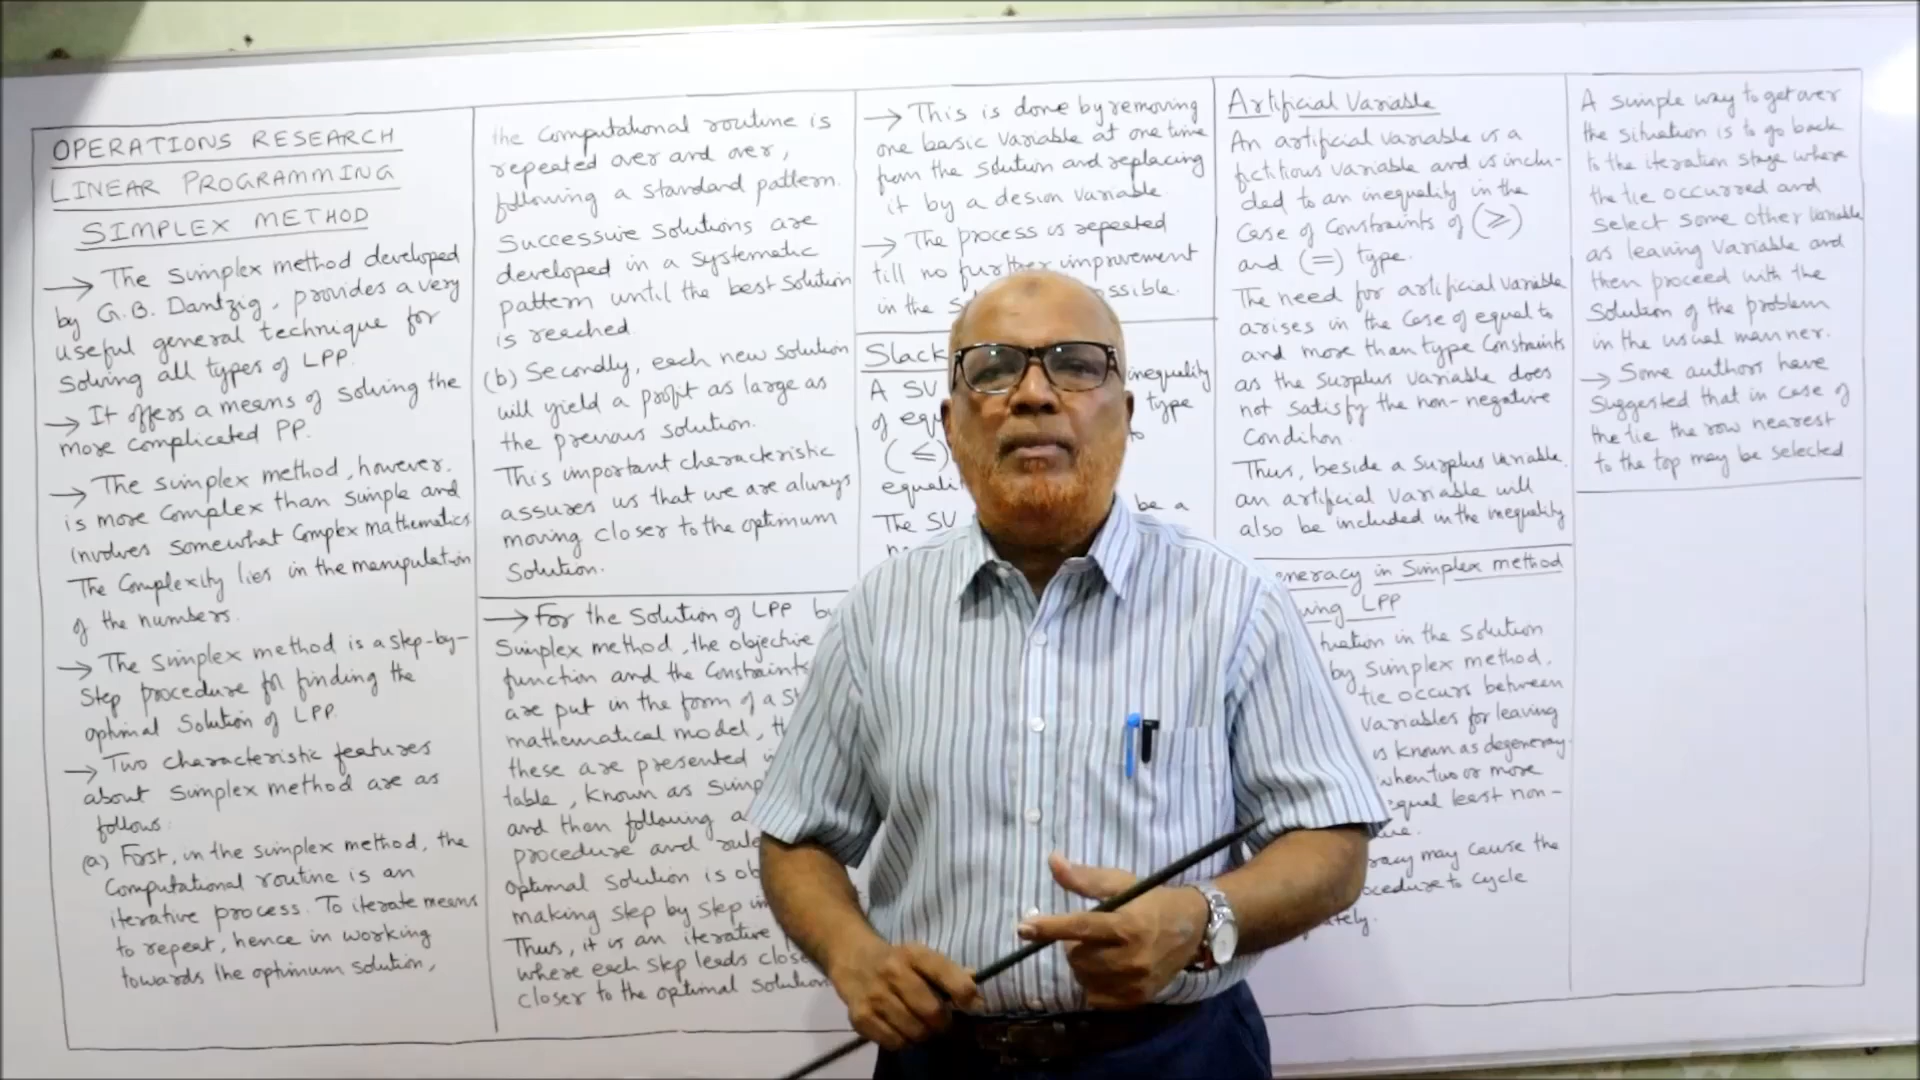 OPERATIONS RESEARCH
LINEAR PROGRAMMING
SIMPLEX METHOD
→ The simplex method developed
by G.B. Dantzig, provides a very
useful general technique for
solving all types of LPP.
→ It offers a means of solving the
more complicated PP.
→ The simplex method, however,
is more complex than simple and
involves somewhat complex mathematics
The complexity lies in the manipulation
of the numbers.
→ The simplex method is a step-by-
step procedure for finding the
optimal solution of LPP.
→ Two characteristic features
about simplex method are as
follows:
(a) First, in the simplex method, the
computational routine is an
iterative process. To iterate means
to repeat, hence in working
towards the optimum solution,
the computational routine is
repeated over and over,
following a standard pattern.
Successive solutions are
developed in a systematic
pattern until the best solution
is reached
(b) Secondly, each new solution
will yield a profit as large as
the previous solution.
This important characteristic
assures us that we are always
moving closer to the optimum
solution.
→ For the solution of LPP
simplex method, the objective
function and the constraints
are put in the form of a
mathematical model,
these are presented
table, known as
and then following a
procedure and
optimal solution is
making step by step
Thus, it is an iterative
where each step leads
closer to the optimal solution
→ This is done by removing
one basic variable at one time
from the solution and replacing
it by a desion variable
→ The process is repeated
till no further improvement
in the
Slack
A SV inequality
of type
(≤)
The SV be a
Artificial Variable
An artificial variable is a
fictitious variable and is inclu-
ded to an inequality in the
case of constraints of (≥)
and (=) type.
The need for artificial variable
arises in the case of equal to
and more than type constraints
as the surplus variable does
not satisfy the non-negative
condition.
Thus, beside a surplus variable,
an artificial variable will
also be included in the inequality
in Simplex method
LPP
in the solution
by simplex method,
tie occurs between
variables for leaving
is known as degeneracy.
when two or more
equal least non-
may cause the
to cycle
A simple way to get over
the situation is to go back
to the iteration stage where
the tie occurred and
select some other variable
as leaving variable and
then proceed with the
solution of the problem
in the usual manner.
→ Some authors have
suggested that in case of
the tie the row nearest
to the top may be selected